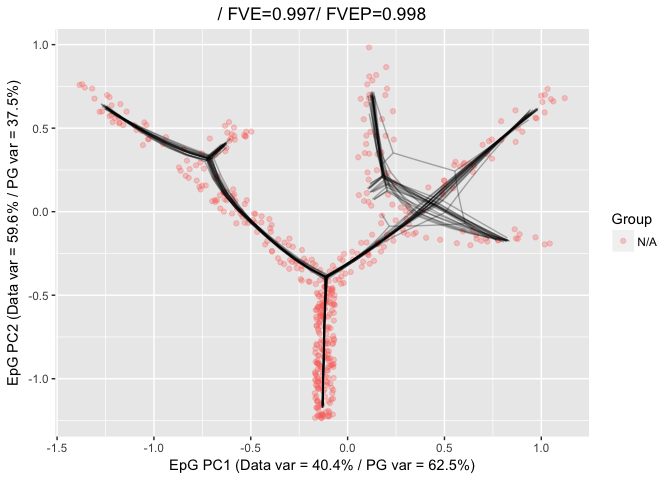 / FVE=0.997/ FVEP=0.998
EpG PC2 (Data var = 59.6% / PG var = 37.5%)
1.0
0.5
0.0
-0.5
-1.0
-1.5
-1.0
-0.5
0.0
0.5
1.0
EpG PC1 (Data var = 40.4% / PG var = 62.5%)
Group
N/A